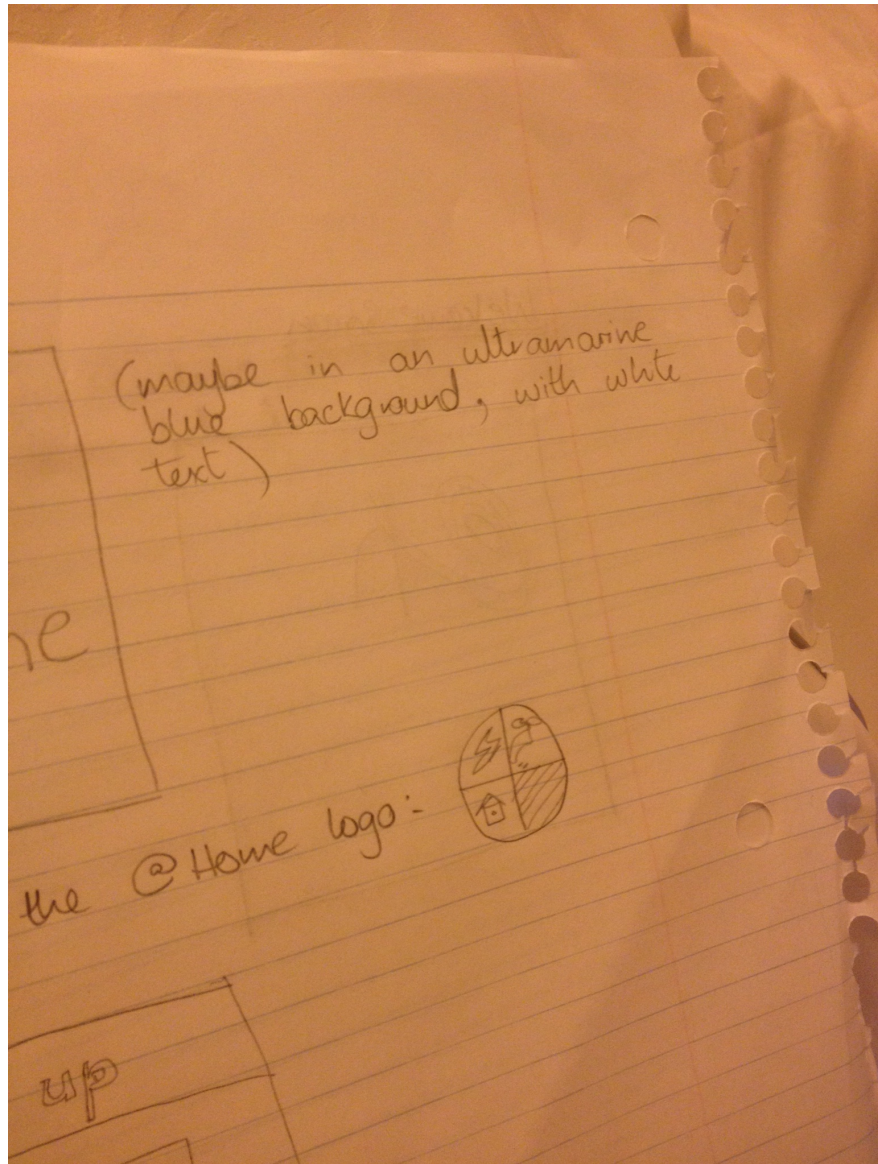 (maybe in an ultramarine
blue background, with white
text)
ne
the @Home logo:
up